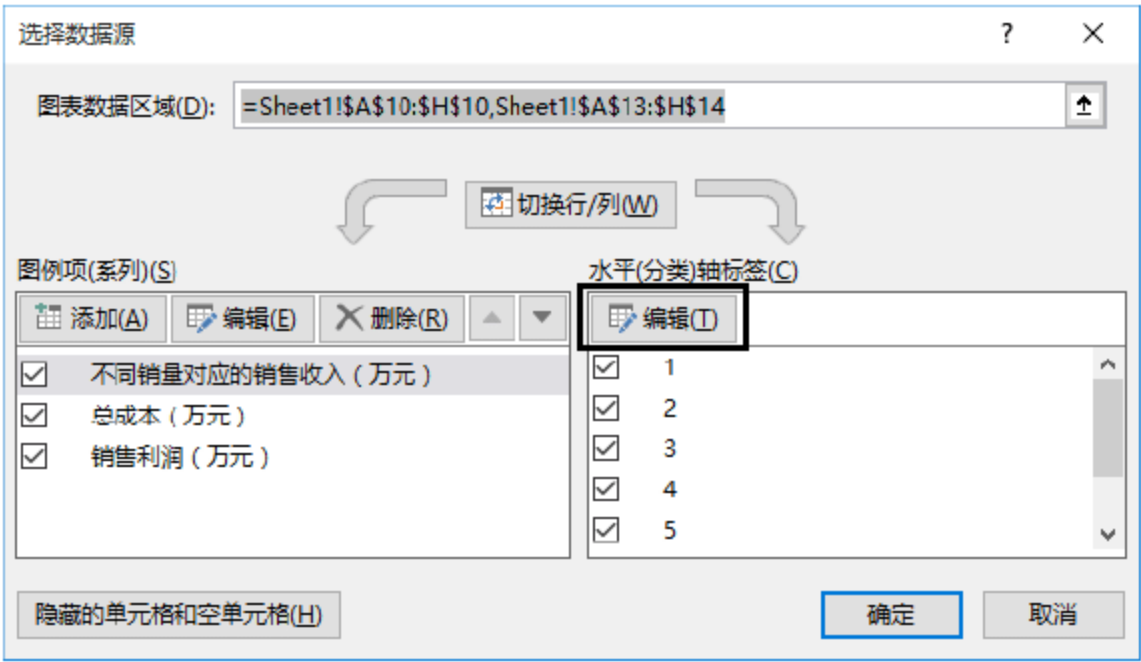 选择数据源
?
图表数据区域(D): =Sheet1!$A$10:$H$10,Sheet1!$A$13:$H$14
切换行/列(W)
图例项(系列)(S) 水平(分类)轴标签(C)
添加(A) 编辑(E) 删除(R) 编辑(T)
不同销量对应的销售收入（万元） 1
总成本（万元） 2
销售利润（万元） 3
4
5
隐藏的单元格和空单元格(H) 确定 取消